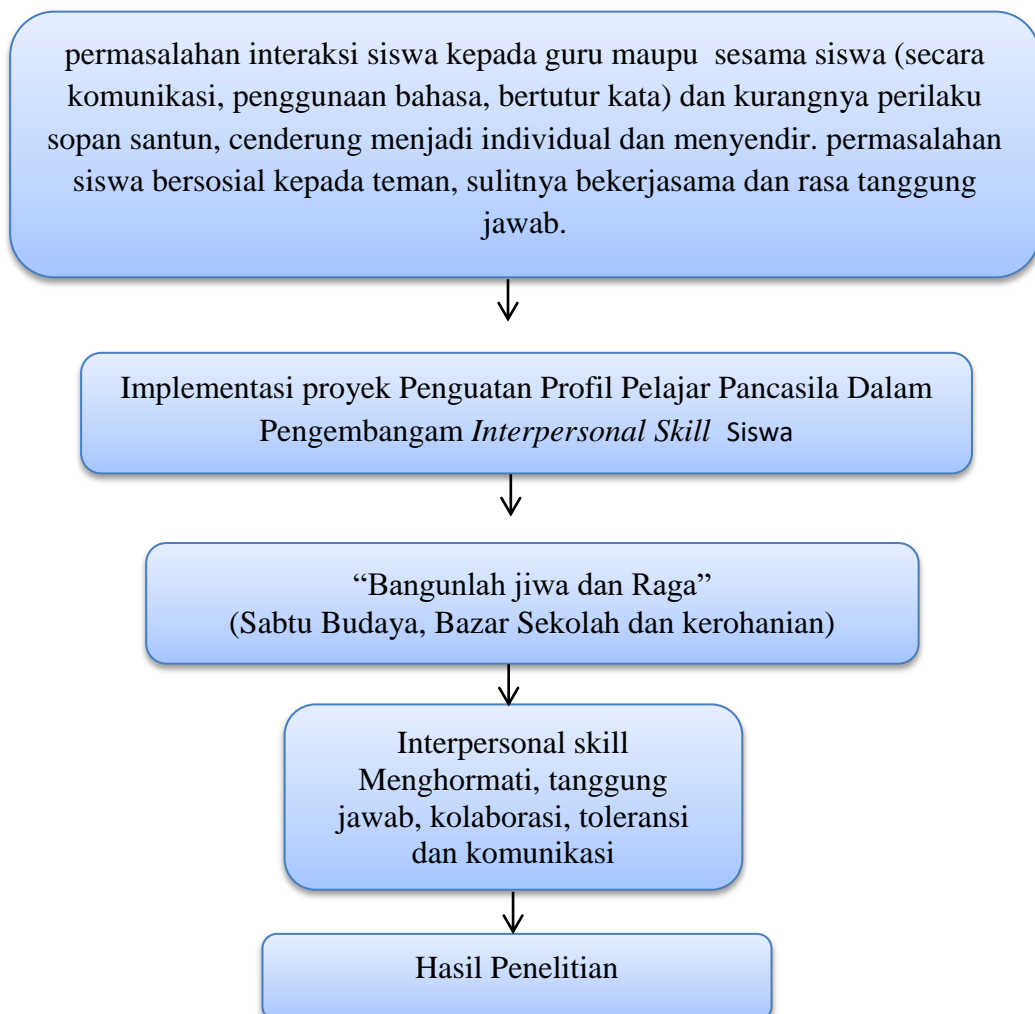 permasalahan interaksi siswa kepada guru maupu sesama siswa (secara
komunikasi, penggunaan bahasa, bertutur kata) dan kurangnya perilaku
sopan santun, cenderung menjadi individual dan menyendir. permasalahan
siswa bersosial kepada teman, sulitnya bekerjasama dan rasa tanggung
jawab.
Implementasi proyek Penguatan Profil Pelajar Pancasila Dalam
Pengembangam Interpersonal Skill Siswa
“Bangunlah jiwa dan Raga”
(Sabtu Budaya, Bazar Sekolah dan kerohanian)
Interpersonal skill
Menghormati, tanggung
jawab, kolaborasi, toleransi
dan komunikasi
Hasil Penelitian